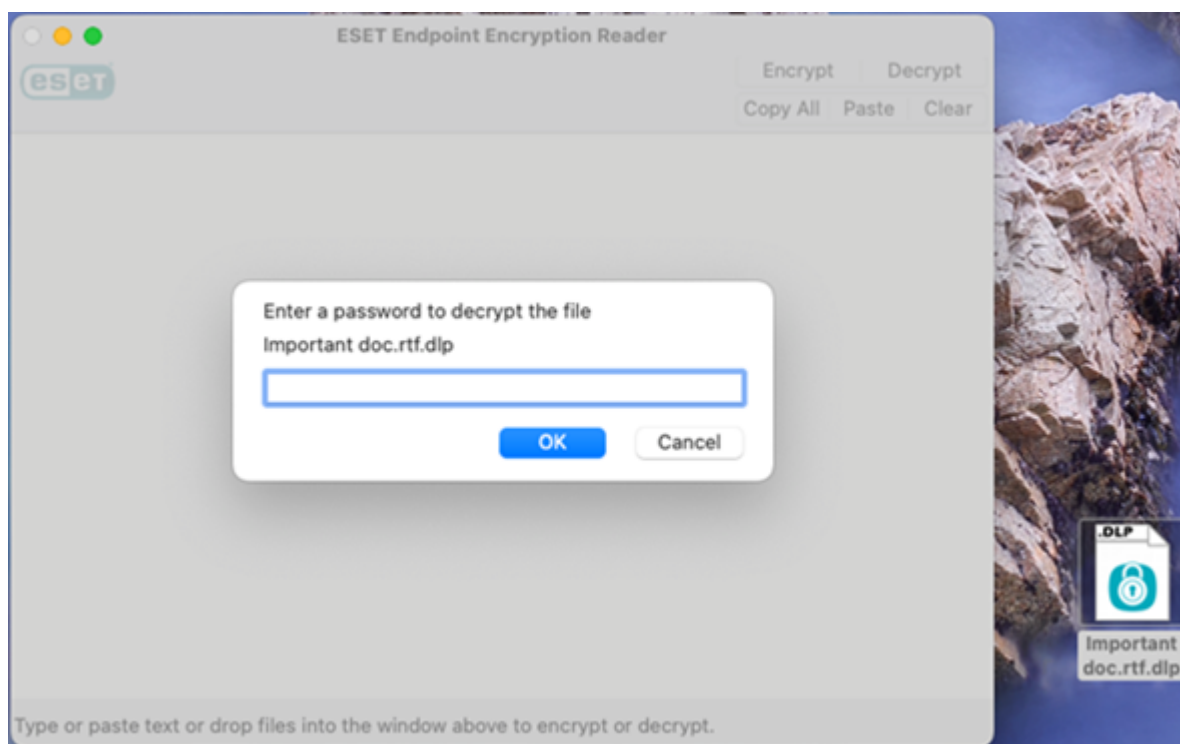 ESET Endpoint Encryption Reader
eseT
Encrypt Decrypt
Copy All Paste Clear
Enter a password to decrypt the file
Important doc.rtf.dlp
OK Cancel
.DLP
Important
doc.rtf.dlp
Type or paste text or drop files into the window above to encrypt or decrypt.